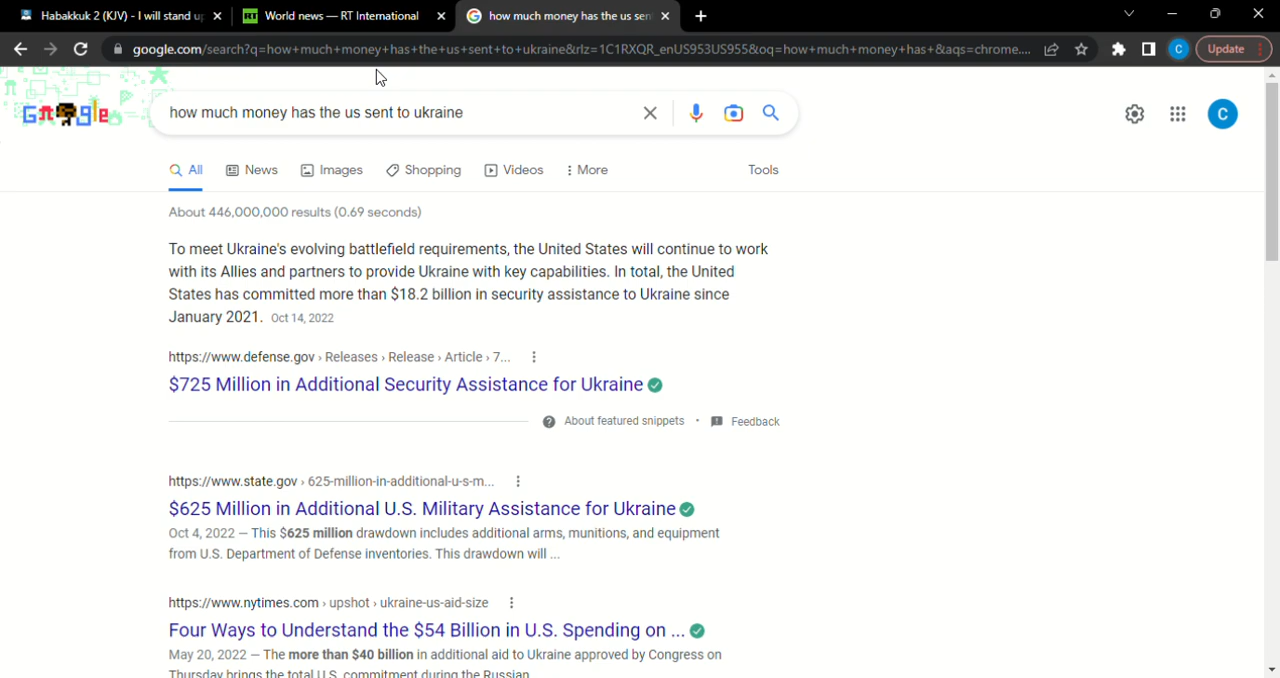 Habakkuk 2 (KJV) - I will stand up
World news — RT International
how much money has the us sen
google.com/search?q=how+much+money+has+the+us+sent+to+ukraine&rlz=1C1RXQR_enUS953US955&oq=how+much+money+has+&aqs=chrome....
C
Update
Google
how much money has the us sent to ukraine
C
All
News
Images
Shopping
Videos
More
Tools
About 446,000,000 results (0.69 seconds)
To meet Ukraine's evolving battlefield requirements, the United States will continue to work
with its Allies and partners to provide Ukraine with key capabilities. In total, the United
States has committed more than $18.2 billion in security assistance to Ukraine since
January 2021. Oct 14, 2022
https://www.defense.gov › Releases › Release › Article › 7...
$725 Million in Additional Security Assistance for Ukraine
About featured snippets • Feedback
https://www.state.gov › 625-million-in-additional-u-s-m...
$625 Million in Additional U.S. Military Assistance for Ukraine
Oct 4, 2022 — This $625 million drawdown includes additional arms, munitions, and equipment
from U.S. Department of Defense inventories. This drawdown will ...
https://www.nytimes.com › upshot › ukraine-us-aid-size
Four Ways to Understand the $54 Billion in U.S. Spending on ...
May 20, 2022 — The more than $40 billion in additional aid to Ukraine approved by Congress on
Thursday brings the total U.S. commitment during the Russian